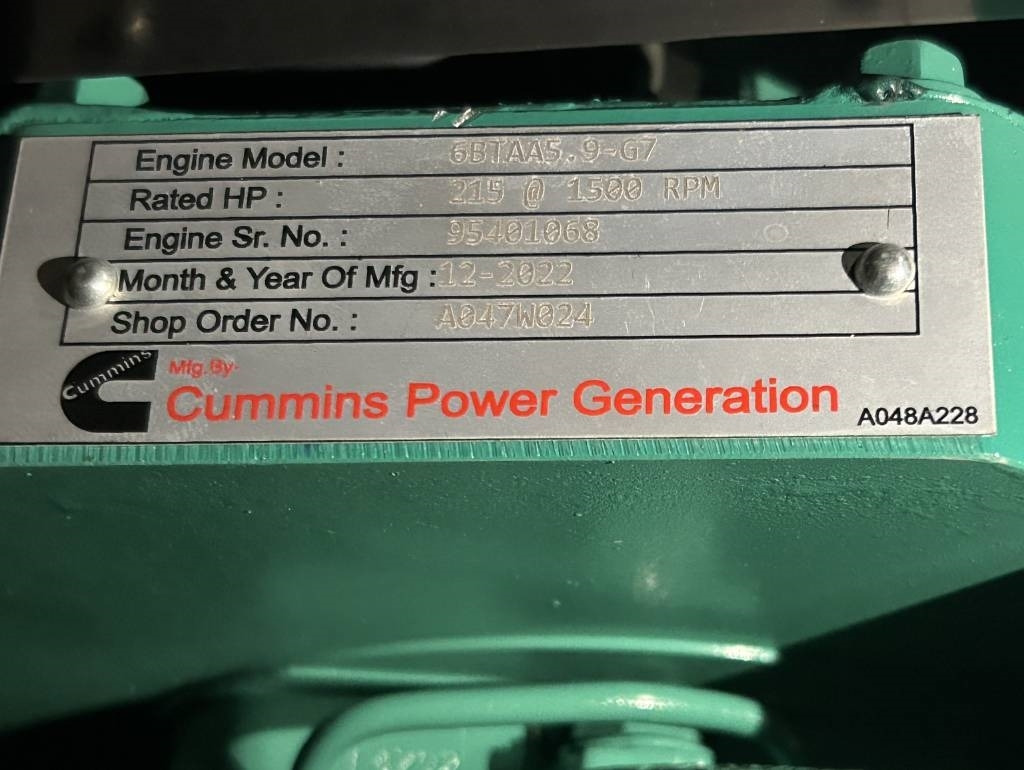 Engine Model : 6BTAA5.9-G7
Rated HP : 215 @ 1500 RPM
Engine Sr. No. : 95401068
Month & Year Of Mfg : 12-2022
Shop Order No. : A047W024
Cummins
Mfg.By-
Cummins Power Generation
A048A228